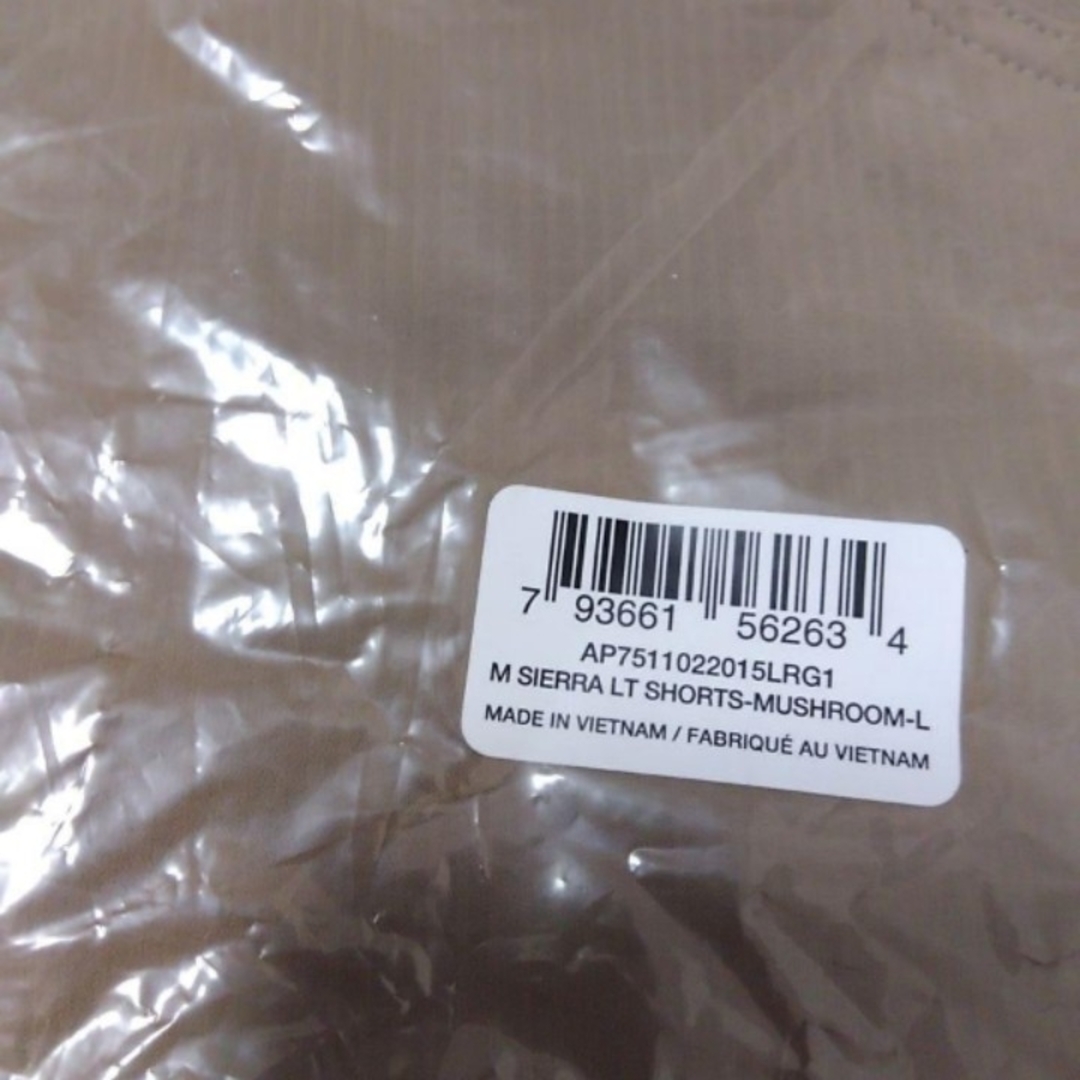 7 93661 56263 4
AP7511022015LRG1
M SIERRA LT SHORTS-MUSHROOM-L
MADE IN VIETNAM / FABRIQUÉ AU VIETNAM